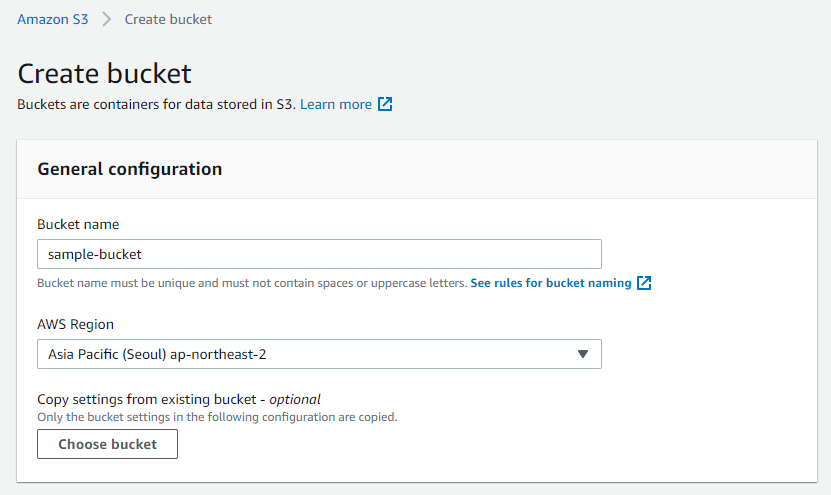 Amazon S3 > Create bucket
Create bucket
Buckets are containers for data stored in S3. Learn more
General configuration
Bucket name
sample-bucket
Bucket name must be unique and must not contain spaces or uppercase letters. See rules for bucket naming
AWS Region
Asia Pacific (Seoul) ap-northeast-2
Copy settings from existing bucket - optional
Only the bucket settings in the following configuration are copied.
Choose bucket